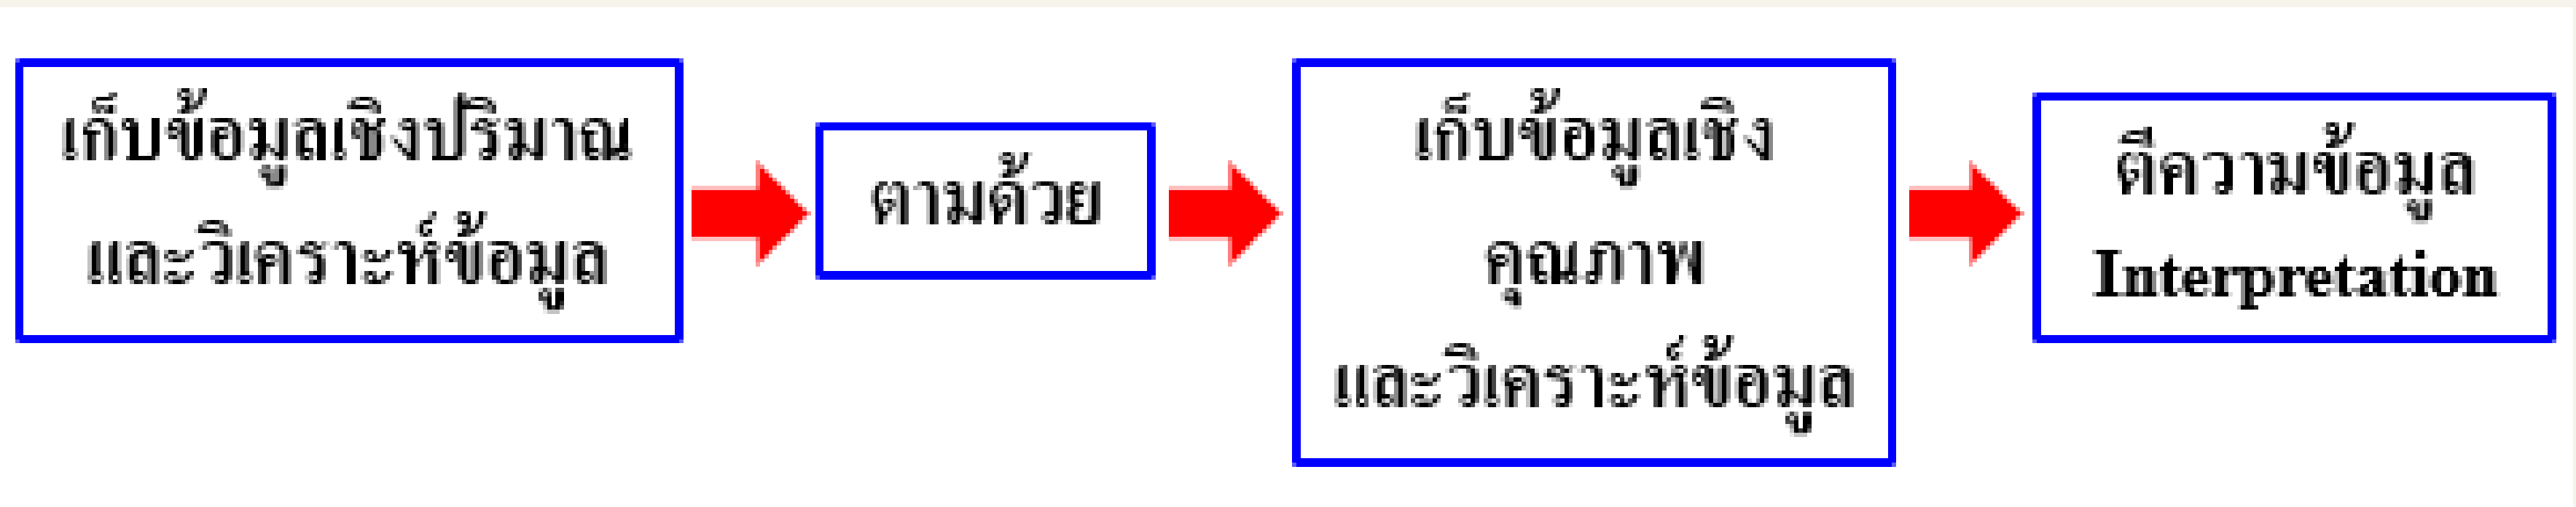 เก็บข้อมูลเชิงปริมาณ
และวิเคราะห์ข้อมูล
ตามด้วย
เก็บข้อมูลเชิง
คุณภาพ
และวิเคราะห์ข้อมูล
ตีความข้อมูล
Interpretation